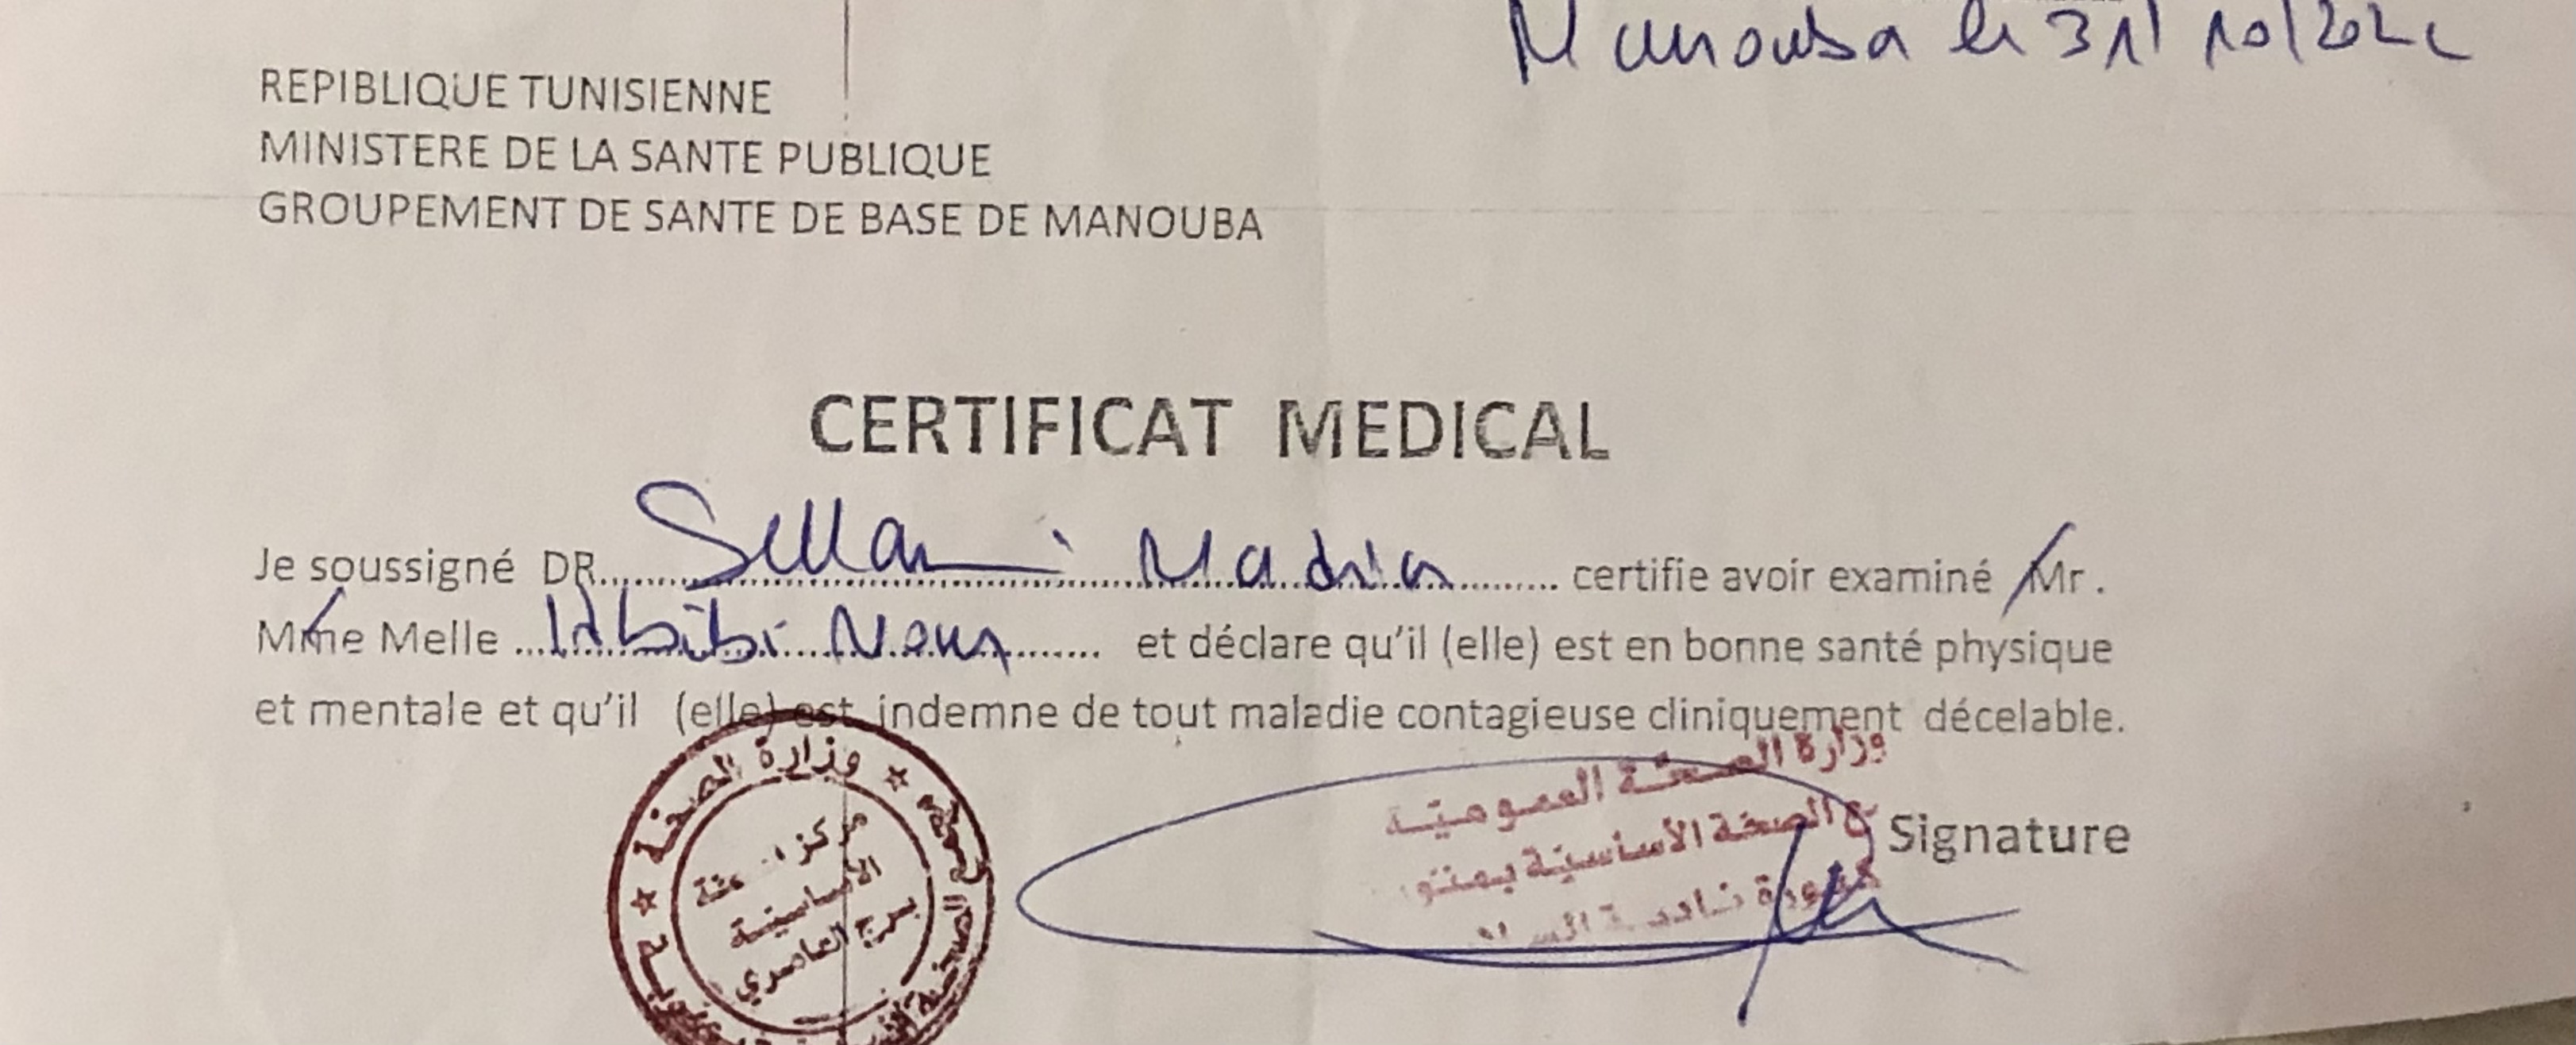 Manouba le 31/10/202
REPIBLIQUE TUNISIENNE
MINISTERE DE LA SANTE PUBLIQUE
GROUPEMENT DE SANTE DE BASE DE MANOUBA
CERTIFICAT MEDICAL
Je soussigné DR. Sellami Nadia certifie avoir examiné Mr.
Mme Melle Nour et déclare qu'il (elle) est en bonne santé physique
et mentale et qu'il (elle) est indemne de tout maladie contagieuse cliniquement décelable.
وزارة الصحة
مركز الصحة
الأساسية
برج العامري
وزارة الصحة العمومية
الصحة الأساسية بمنو
Signature